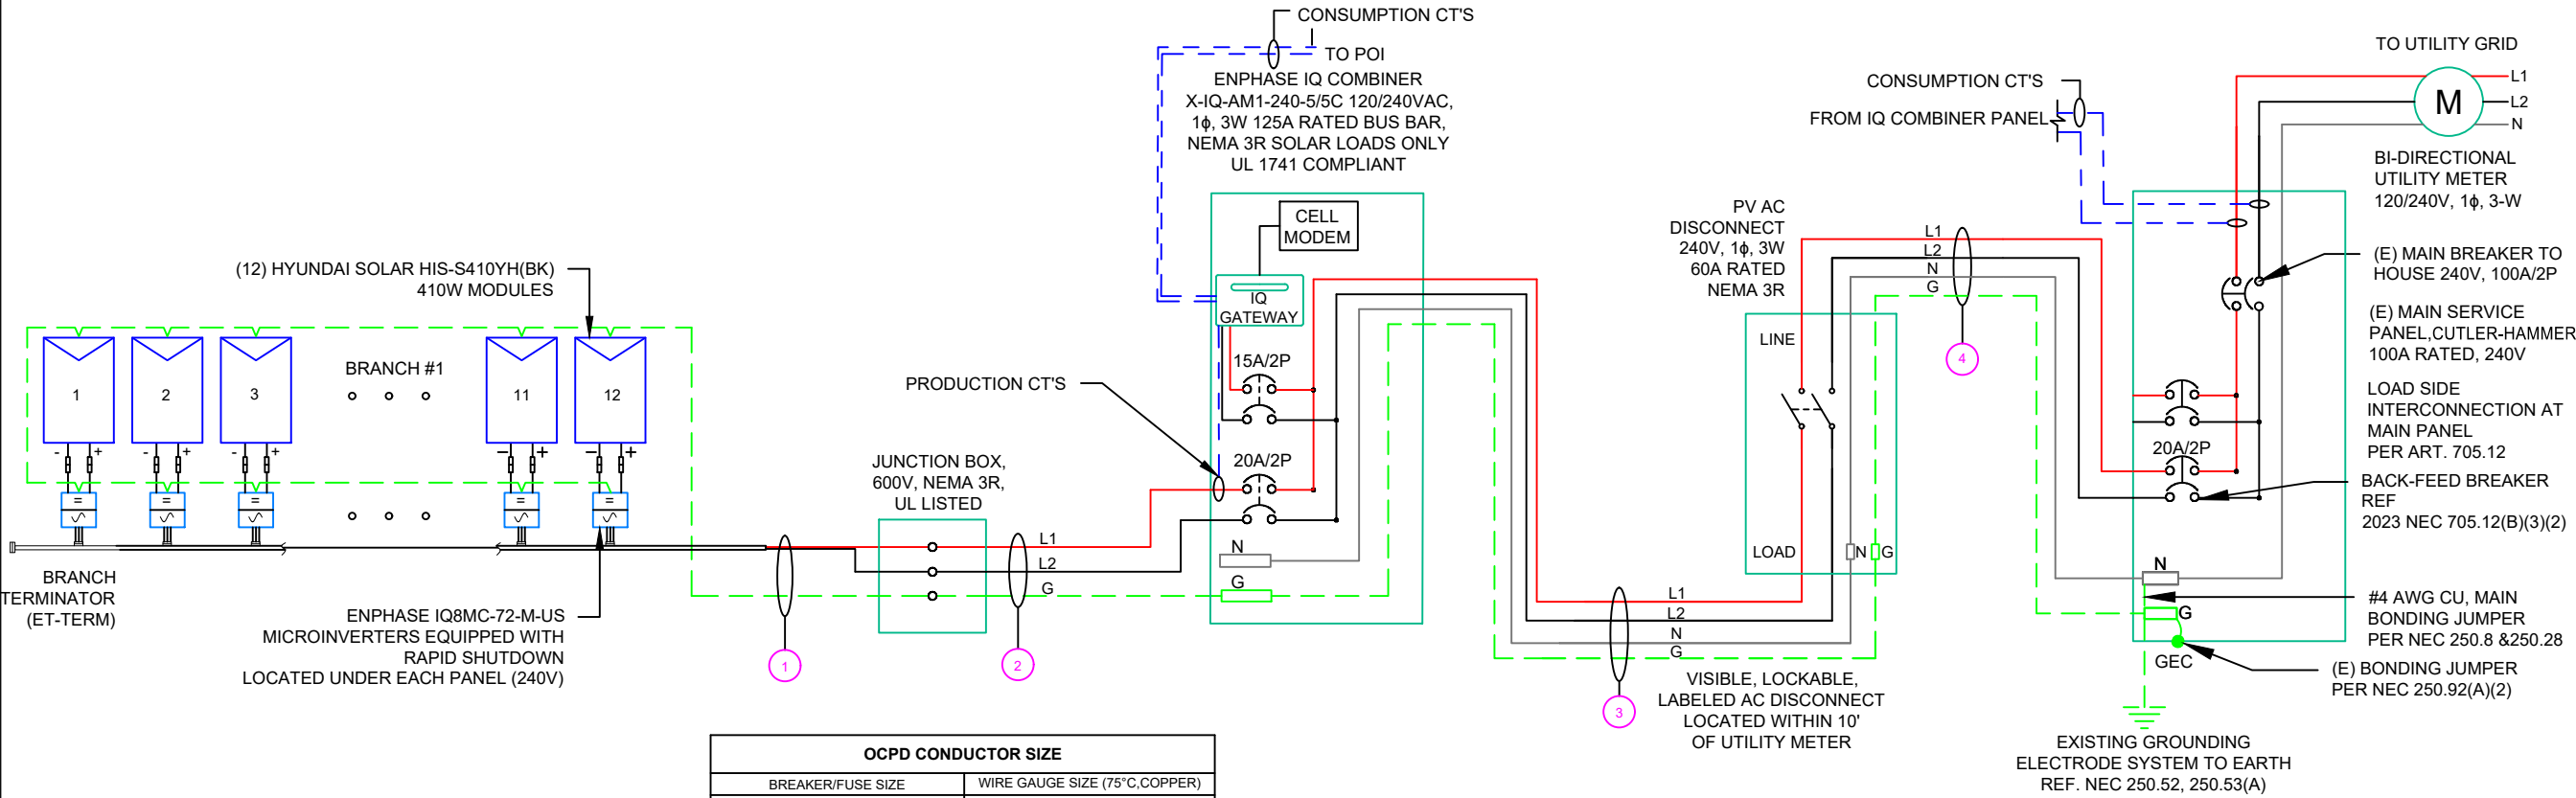 CONSUMPTION CT'S
TO POI
ENPHASE IQ COMBINER
X-IQ-AM1-240-5/5C 120/240VAC,
1ϕ, 3W 125A RATED BUS BAR,
NEMA 3R SOLAR LOADS ONLY
UL 1741 COMPLIANT
TO UTILITY GRID
L1
L2
N
M
CONSUMPTION CT'S
FROM IQ COMBINER PANEL
BI-DIRECTIONAL
UTILITY METER
120/240V, 1ϕ, 3-W
(12) HYUNDAI SOLAR HIS-S410YH(BK)
410W MODULES
1
2
3
BRANCH #1
11
12
- +
- +
- +
- +
- +
=
=
=
=
=
BRANCH
TERMINATOR
(ET-TERM)
ENPHASE IQ8MC-72-M-US
MICROINVERTERS EQUIPPED WITH
RAPID SHUTDOWN
LOCATED UNDER EACH PANEL (240V)
1
JUNCTION BOX,
600V, NEMA 3R,
UL LISTED
L1
L2
G
2
PRODUCTION CT'S
CELL
MODEM
IQ
GATEWAY
15A/2P
20A/2P
N
G
L1
L2
N
G
3
PV AC
DISCONNECT
240V, 1ϕ, 3W
60A RATED
NEMA 3R
LINE
LOAD
N
G
VISIBLE, LOCKABLE,
LABELED AC DISCONNECT
LOCATED WITHIN 10'
OF UTILITY METER
L1
L2
N
G
4
20A/2P
N
G
GEC
(E) MAIN BREAKER TO
HOUSE 240V, 100A/2P
(E) MAIN SERVICE
PANEL,CUTLER-HAMMER
100A RATED, 240V
LOAD SIDE
INTERCONNECTION AT
MAIN PANEL
PER ART. 705.12
BACK-FEED BREAKER
REF
2023 NEC 705.12(B)(3)(2)
#4 AWG CU, MAIN
BONDING JUMPER
PER NEC 250.8 &250.28
(E) BONDING JUMPER
PER NEC 250.92(A)(2)
EXISTING GROUNDING
ELECTRODE SYSTEM TO EARTH
REF. NEC 250.52, 250.53(A)
OCPD CONDUCTOR SIZE
BREAKER/FUSE SIZE
WIRE GAUGE SIZE (75°C,COPPER)